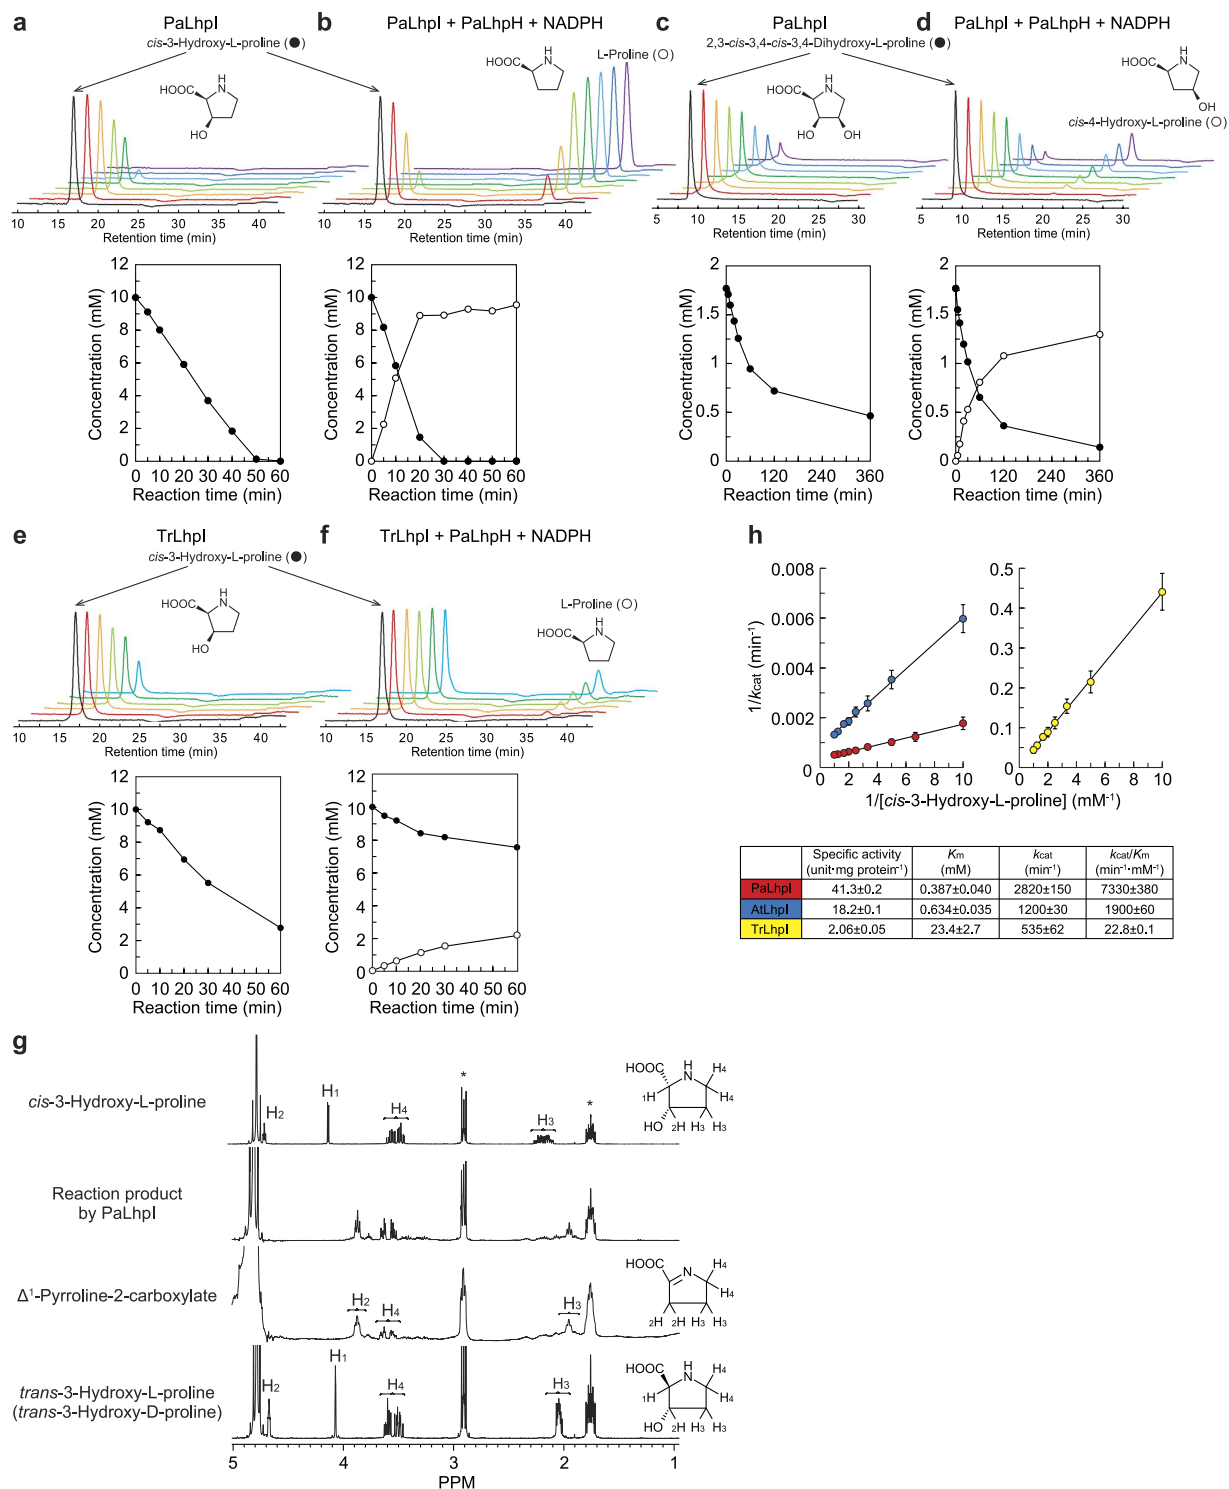 a
PaLhpI
cis-3-Hydroxy-L-proline (●)
HOOC
H
N
HO
10 15 20 25 30 35 40
Retention time (min)
12
10
8
6
4
2
0
Concentration (mM)
0 10 20 30 40 50 60
Reaction time (min)
b
PaLhpI + PaLhpH + NADPH
L-Proline (○)
HOOC
H
N
10 15 20 25 30 35 40
Retention time (min)
12
10
8
6
4
2
0
Concentration (mM)
0 10 20 30 40 50 60
Reaction time (min)
c
PaLhpI
2,3-cis-3,4-cis-3,4-Dihydroxy-L-proline (●)
HOOC
H
N
HO OH
5 10 15 20 25 30
Retention time (min)
2
1.5
1
0.5
0
Concentration (mM)
0 120 240 360
Reaction time (min)
d
PaLhpI + PaLhpH + NADPH
HOOC
H
N
OH
cis-4-Hydroxy-L-proline (○)
5 10 15 20 25 30
Retention time (min)
2
1.5
1
0.5
0
Concentration (mM)
0 120 240 360
Reaction time (min)
e
TrLhpI
cis-3-Hydroxy-L-proline (●)
HOOC
H
N
HO
10 15 20 25 30 35 40
Retention time (min)
12
10
8
6
4
2
0
Concentration (mM)
0 10 20 30 40 50 60
Reaction time (min)
f
TrLhpI + PaLhpH + NADPH
L-Proline (○)
HOOC
H
N
10 15 20 25 30 35 40
Retention time (min)
12
10
8
6
4
2
0
Concentration (mM)
0 10 20 30 40 50 60
Reaction time (min)
h
0.008
0.006
0.004
0.002
0
1/kcat (min⁻¹)
0 2 4 6 8 10
0.5
0.4
0.3
0.2
0.1
0
0 2 4 6 8 10
1/[cis-3-Hydroxy-L-proline] (mM⁻¹)
Specific activity (unit·mg protein⁻¹) Km (mM) kcat (min⁻¹) kcat/Km (min⁻¹·mM⁻¹)
PaLhpI 41.3±0.2 0.387±0.040 2820±150 7330±380
AtLhpI 18.2±0.1 0.634±0.035 1200±30 1900±60
TrLhpI 2.06±0.05 23.4±2.7 535±62 22.8±0.1
g
cis-3-Hydroxy-L-proline
H2 H1 H4 * H3 *
HOOC H N H4
1H H4
HO 2H H3 H3
Reaction product
by PaLhpI
Δ¹-Pyrroline-2-carboxylate
H2 H4 H3
HOOC N H4
H4
2H 2H H3 H3
trans-3-Hydroxy-L-proline
(trans-3-Hydroxy-D-proline)
H2 H1 H4 H3
HOOC H N H4
1H H4
HO 2H H3 H3
5 4 3 2 1
PPM